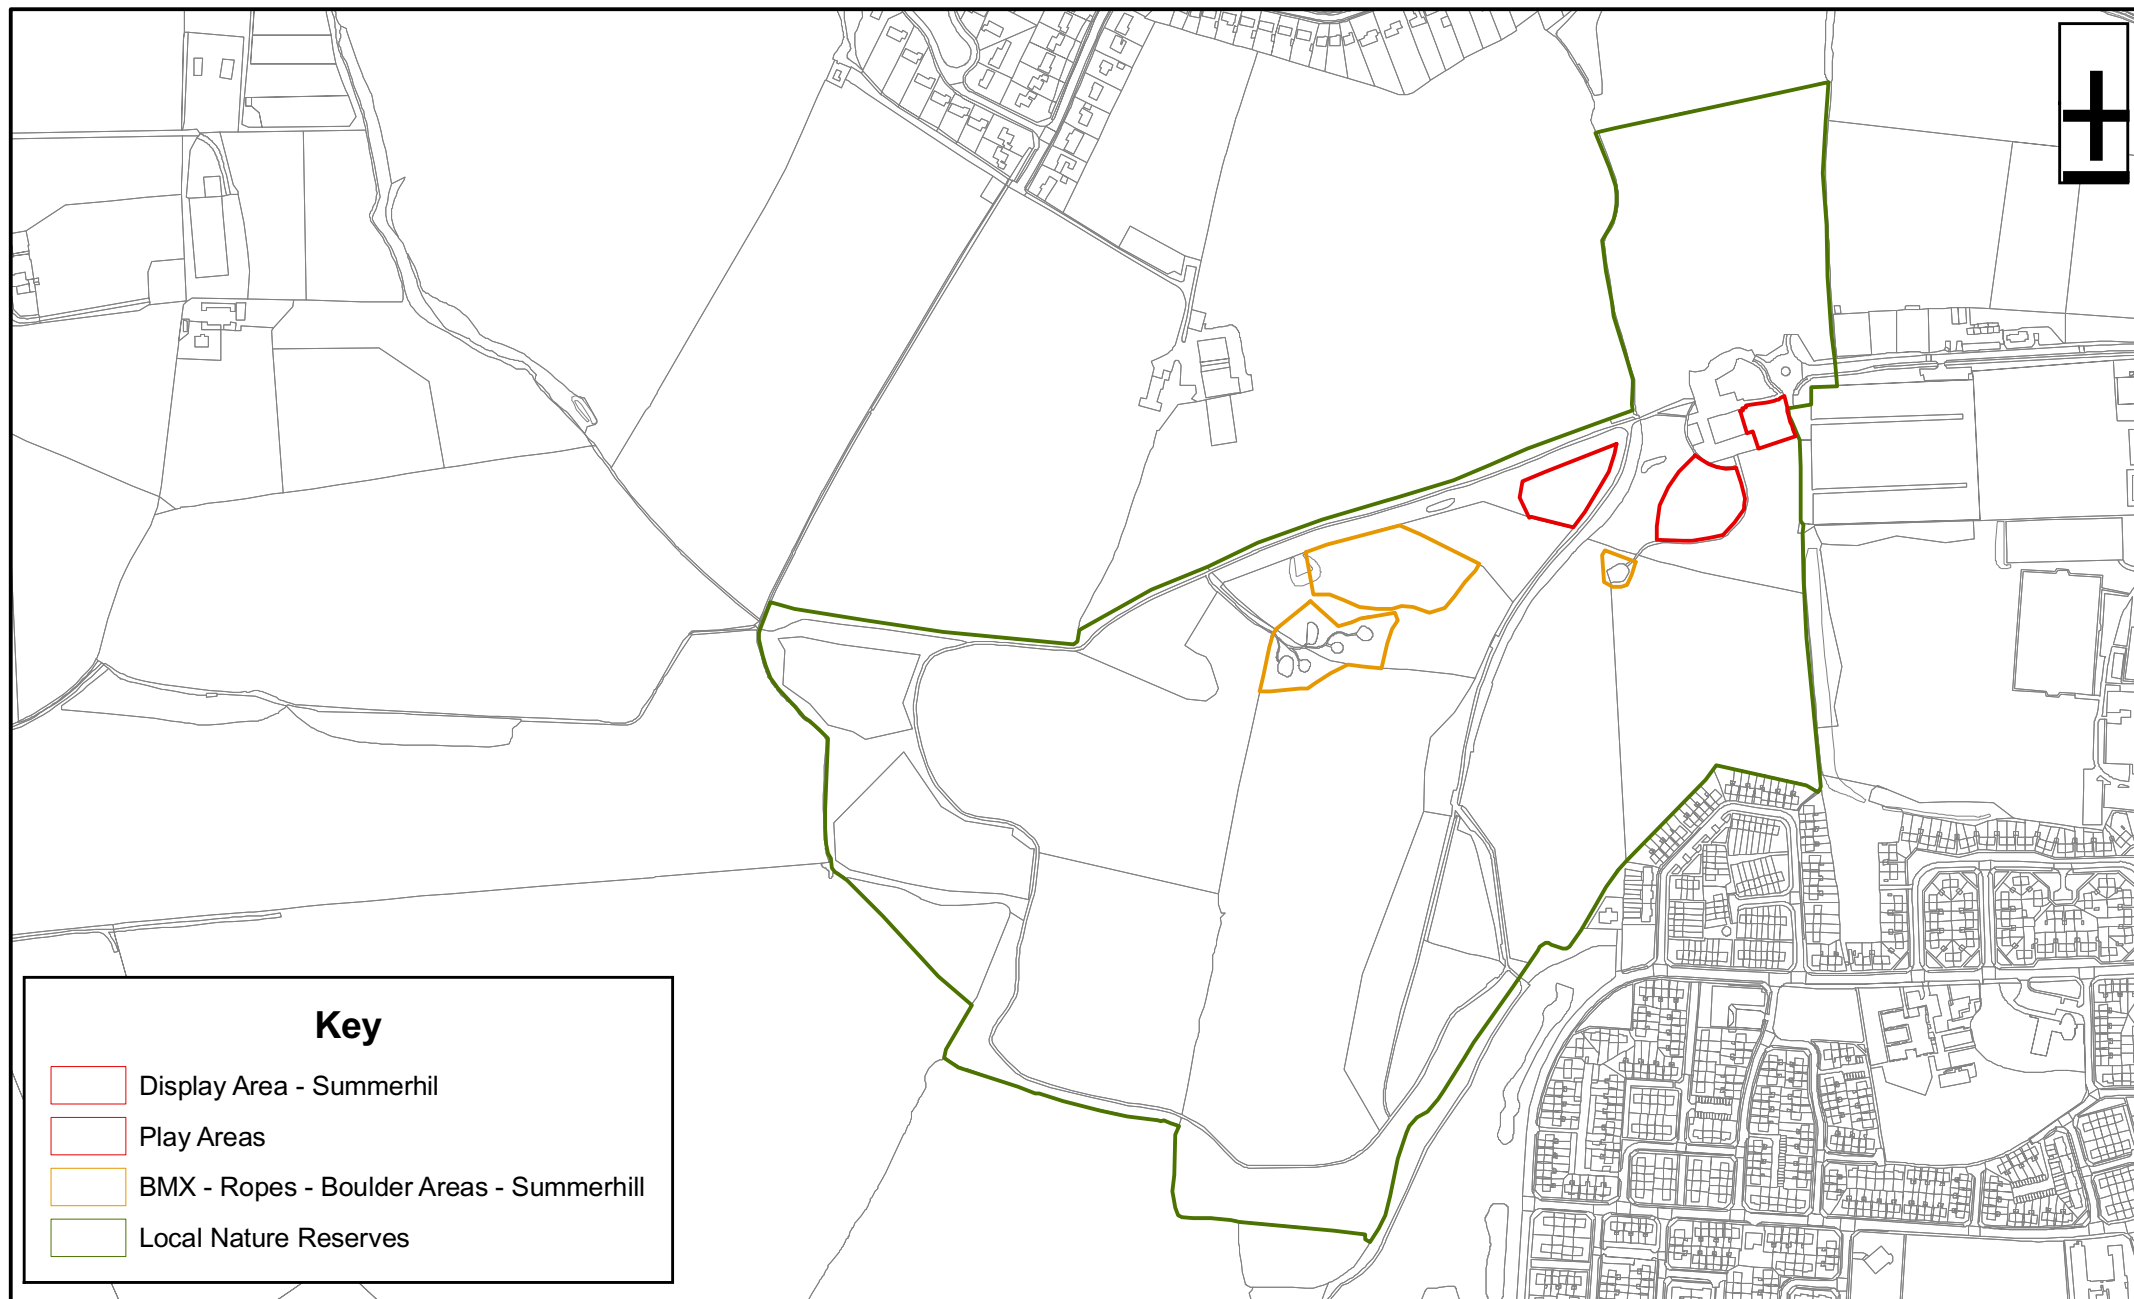 Key
Display Area - Summerhil
Play Areas
BMX - Ropes - Boulder Areas - Summerhill
Local Nature Reserves